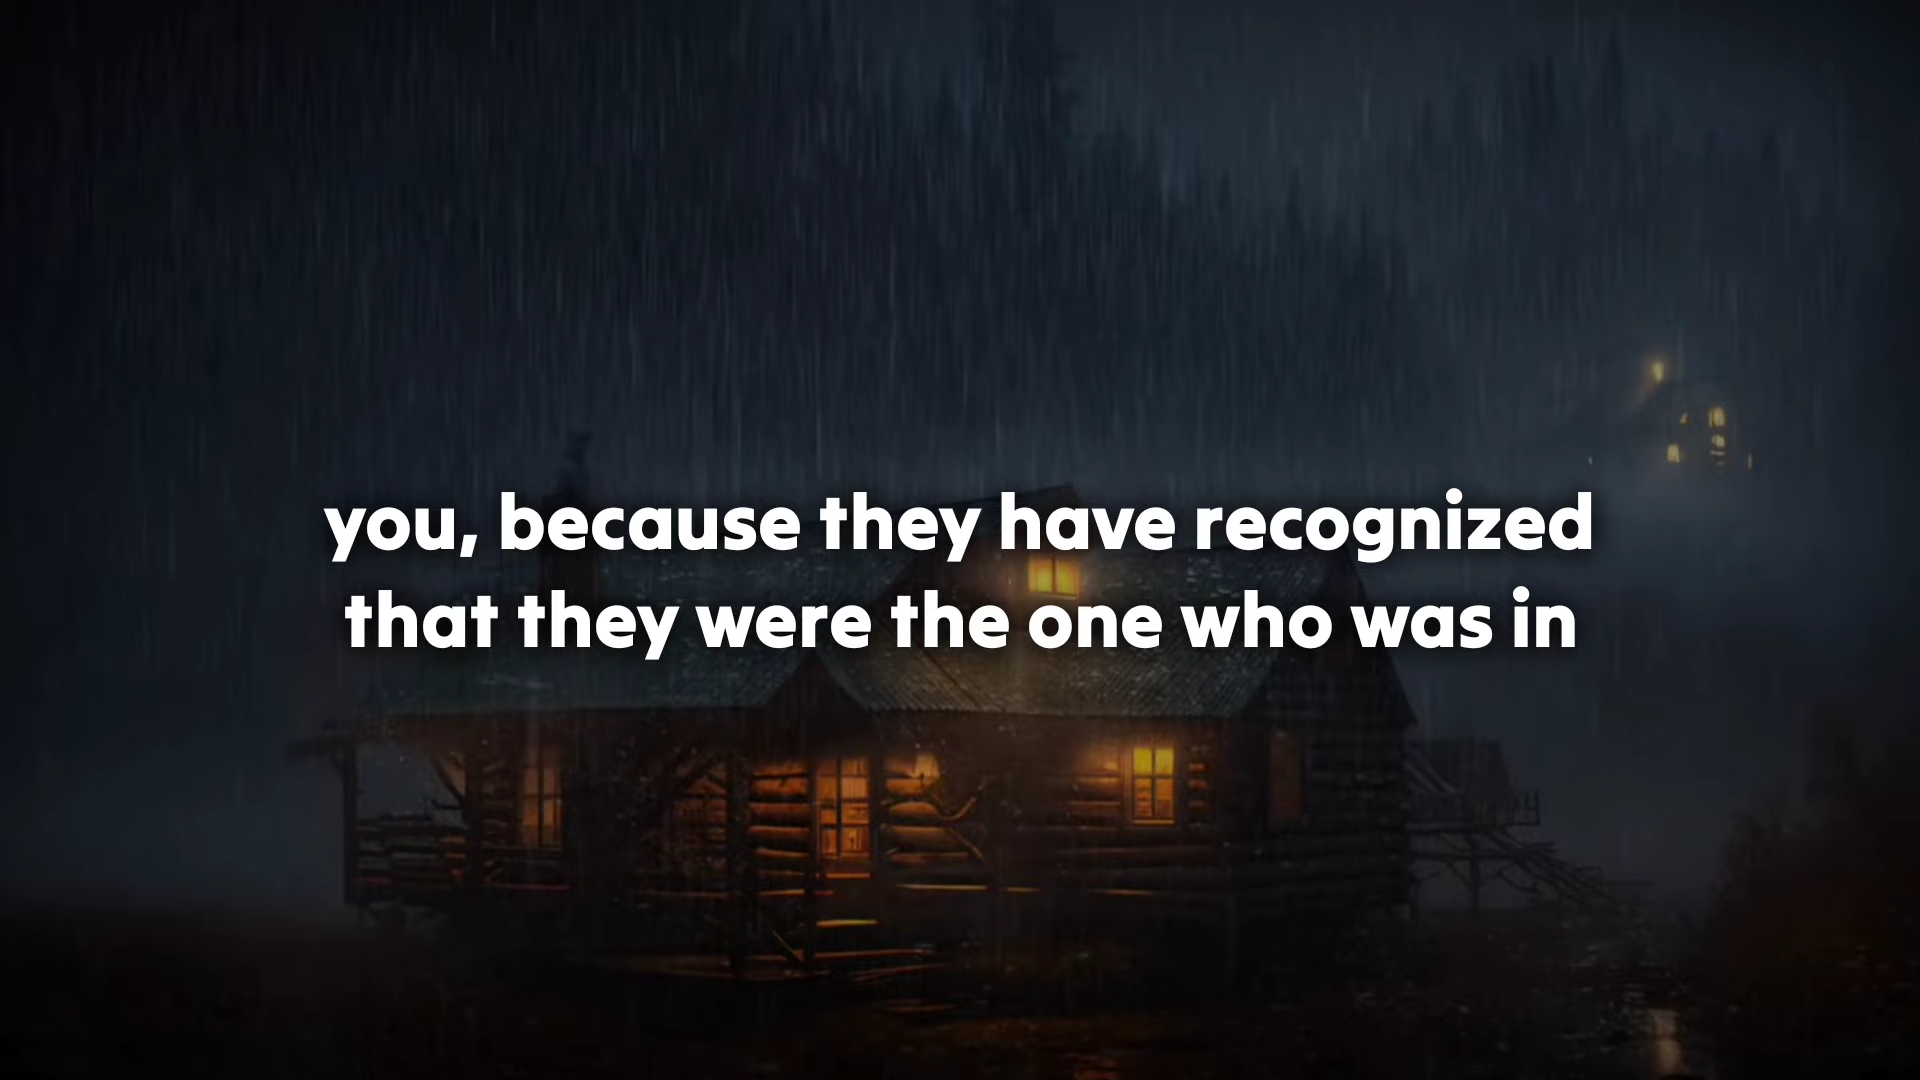 you, because they have recognized
that they were the one who was in